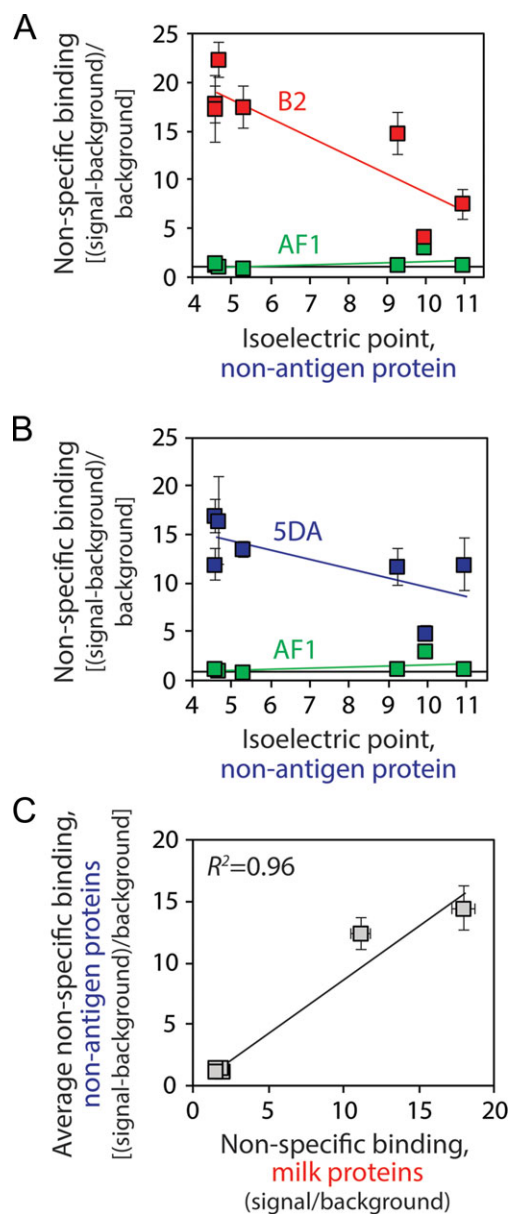 A
Non-specific binding
[(signal-background)/
background]
25
20
15
10
5
0
B2
AF1
4 5 6 7 8 9 10 11
Isoelectric point,
non-antigen protein
B
Non-specific binding
[(signal-background)/
background]
25
20
15
10
5
0
5DA
AF1
4 5 6 7 8 9 10 11
Isoelectric point,
non-antigen protein
C
Average non-specific binding,
non-antigen proteins
[(signal-background)/background]
20
15
10
5
0
R²=0.96
0 5 10 15 20
Non-specific binding,
milk proteins
(signal/background)